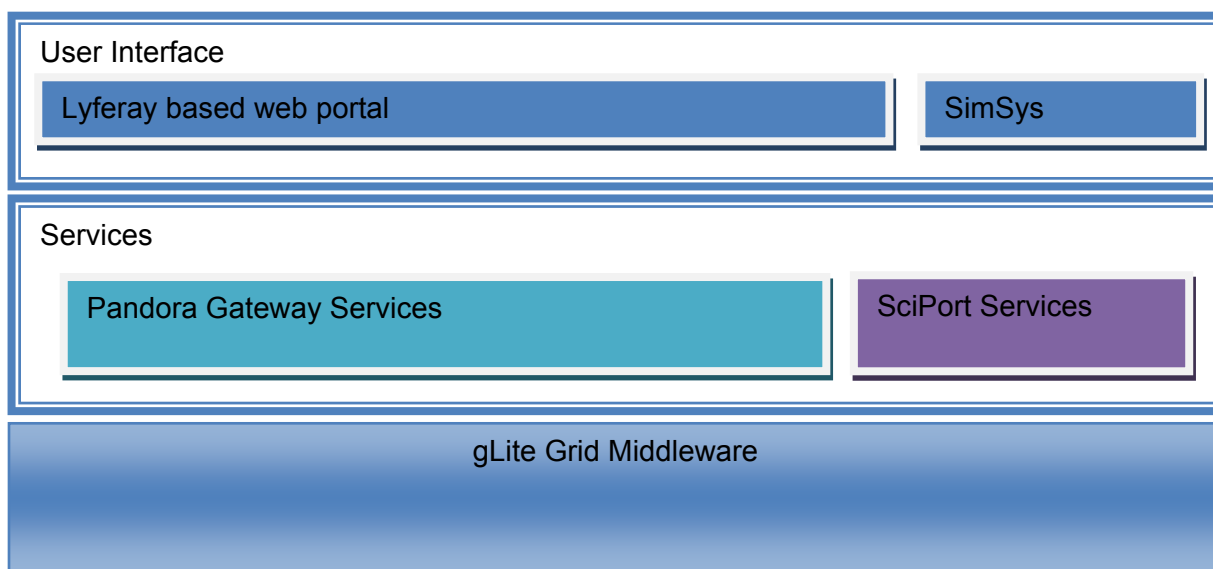 User Interface
Lyferay based web portal
SimSys
Services
Pandora Gateway Services
SciPort Services
gLite Grid Middleware